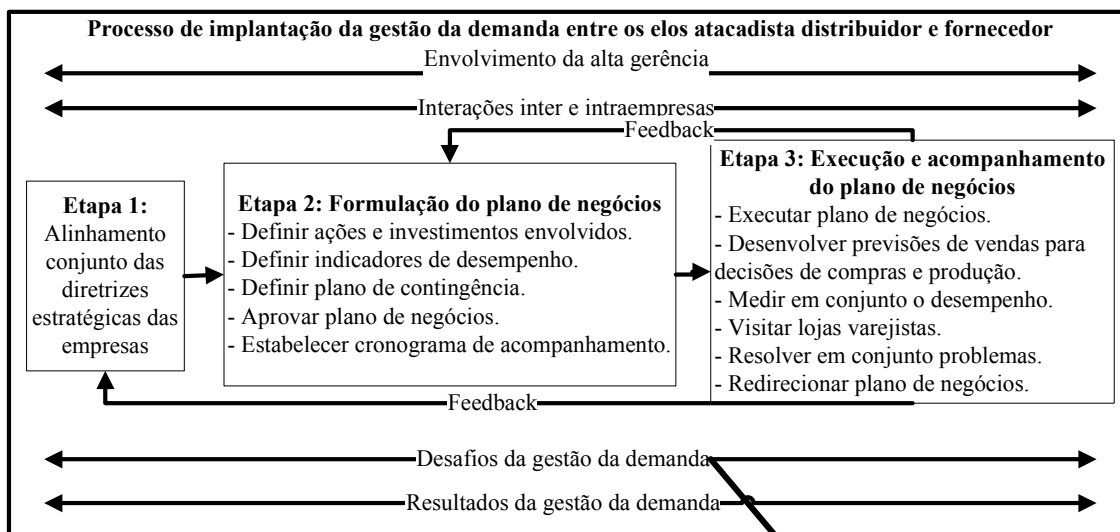 Processo de implantação da gestão da demanda entre os elos atacadista distribuidor e fornecedor
Envolvimento da alta gerência
Interações inter e intraempresas
Feedback
Etapa 1:
Alinhamento
conjunto das
diretrizes
estratégicas das
empresas
Etapa 2: Formulação do plano de negócios
- Definir ações e investimentos envolvidos.
- Definir indicadores de desempenho.
- Definir plano de contingência.
- Aprovar plano de negócios.
- Estabelecer cronograma de acompanhamento.
Etapa 3: Execução e acompanhamento
do plano de negócios
- Executar plano de negócios.
- Desenvolver previsões de vendas para
decisões de compras e produção.
- Medir em conjunto o desempenho.
- Visitar lojas varejistas.
- Resolver em conjunto problemas.
- Redirecionar plano de negócios.
Feedback
Desafios da gestão da demanda
Resultados da gestão da demanda